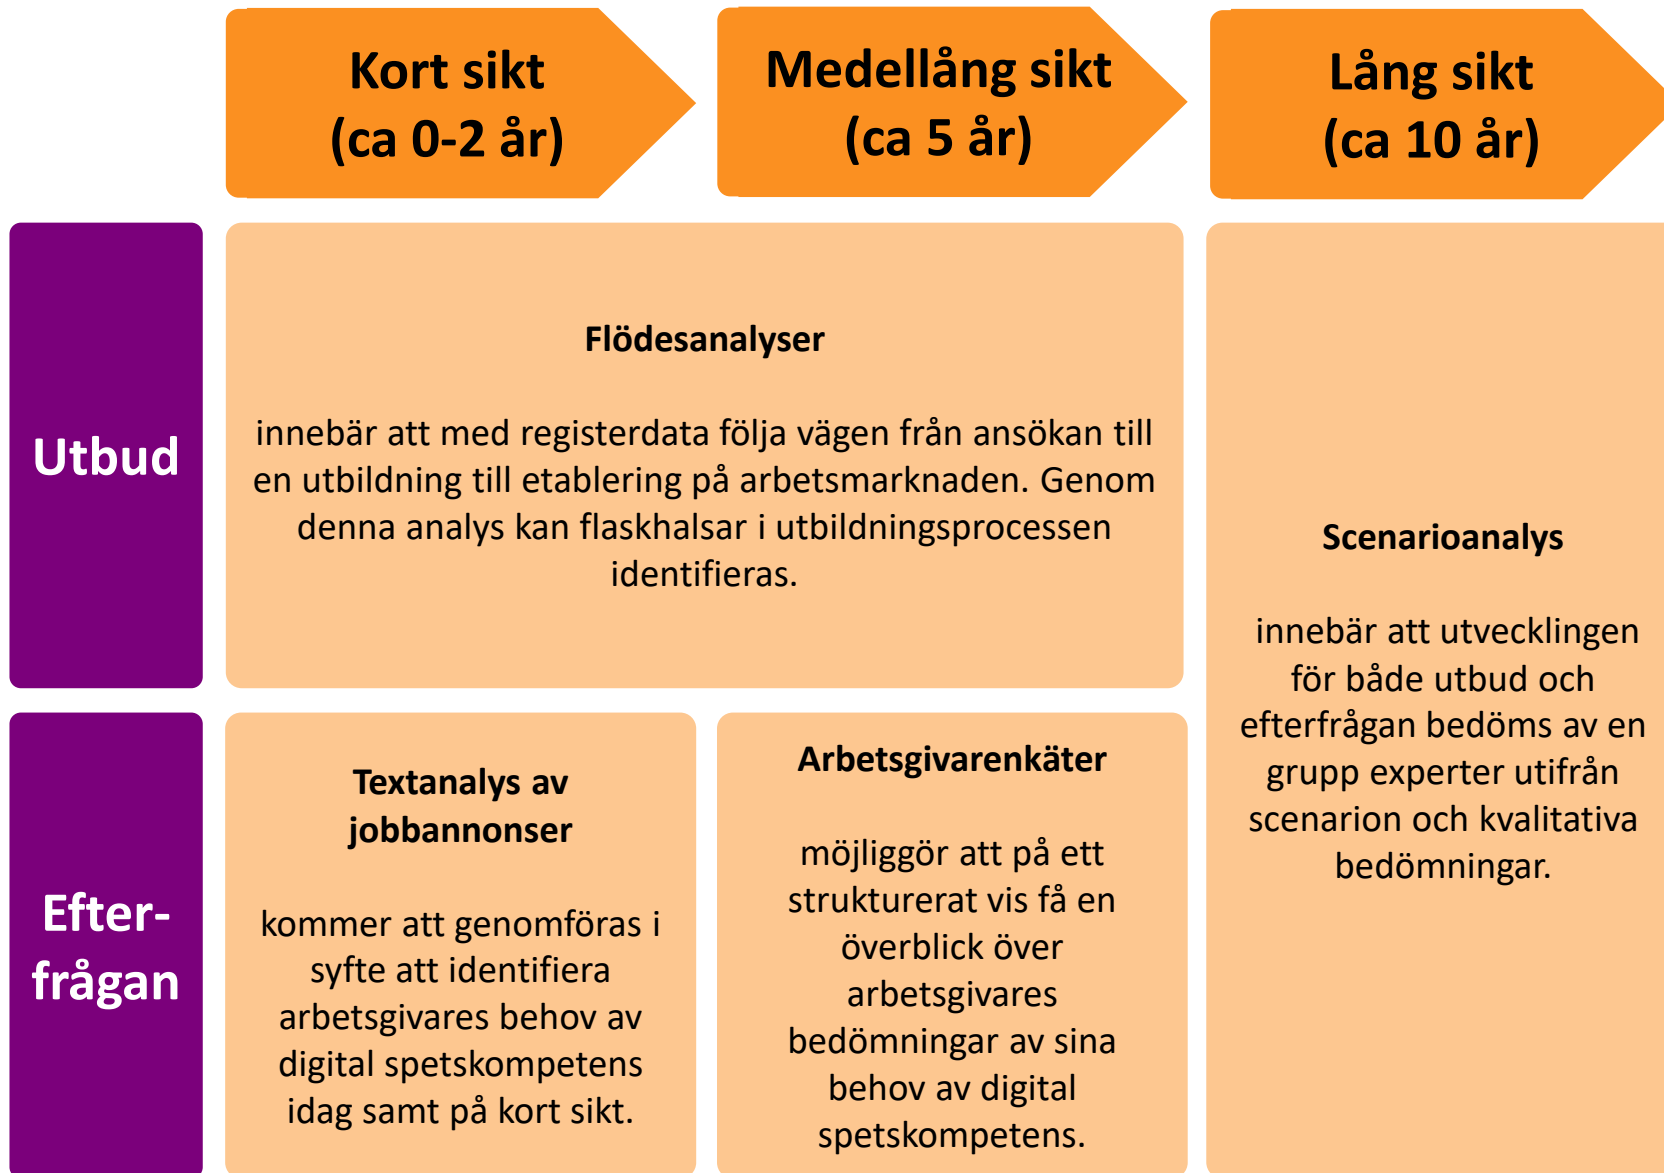 Kort sikt
(ca 0-2 år)
Medellång sikt
(ca 5 år)
Lång sikt
(ca 10 år)
Utbud
Flödesanalyser
innebär att med registerdata följa vägen från ansökan till
en utbildning till etablering på arbetsmarknaden. Genom
denna analys kan flaskhalsar i utbildningsprocessen
identifieras.
Scenarioanalys
innebär att utvecklingen
för både utbud och
efterfrågan bedöms av en
grupp experter utifrån
scenarion och kvalitativa
bedömningar.
Efter-
frågan
Textanalys av
jobbannonser
kommer att genomföras i
syfte att identifiera
arbetsgivares behov av
digital spetskompetens
idag samt på kort sikt.
Arbetsgivarenkäter
möjliggör att på ett
strukturerat vis få en
överblick över
arbetsgivares
bedömningar av sina
behov av digital
spetskompetens.